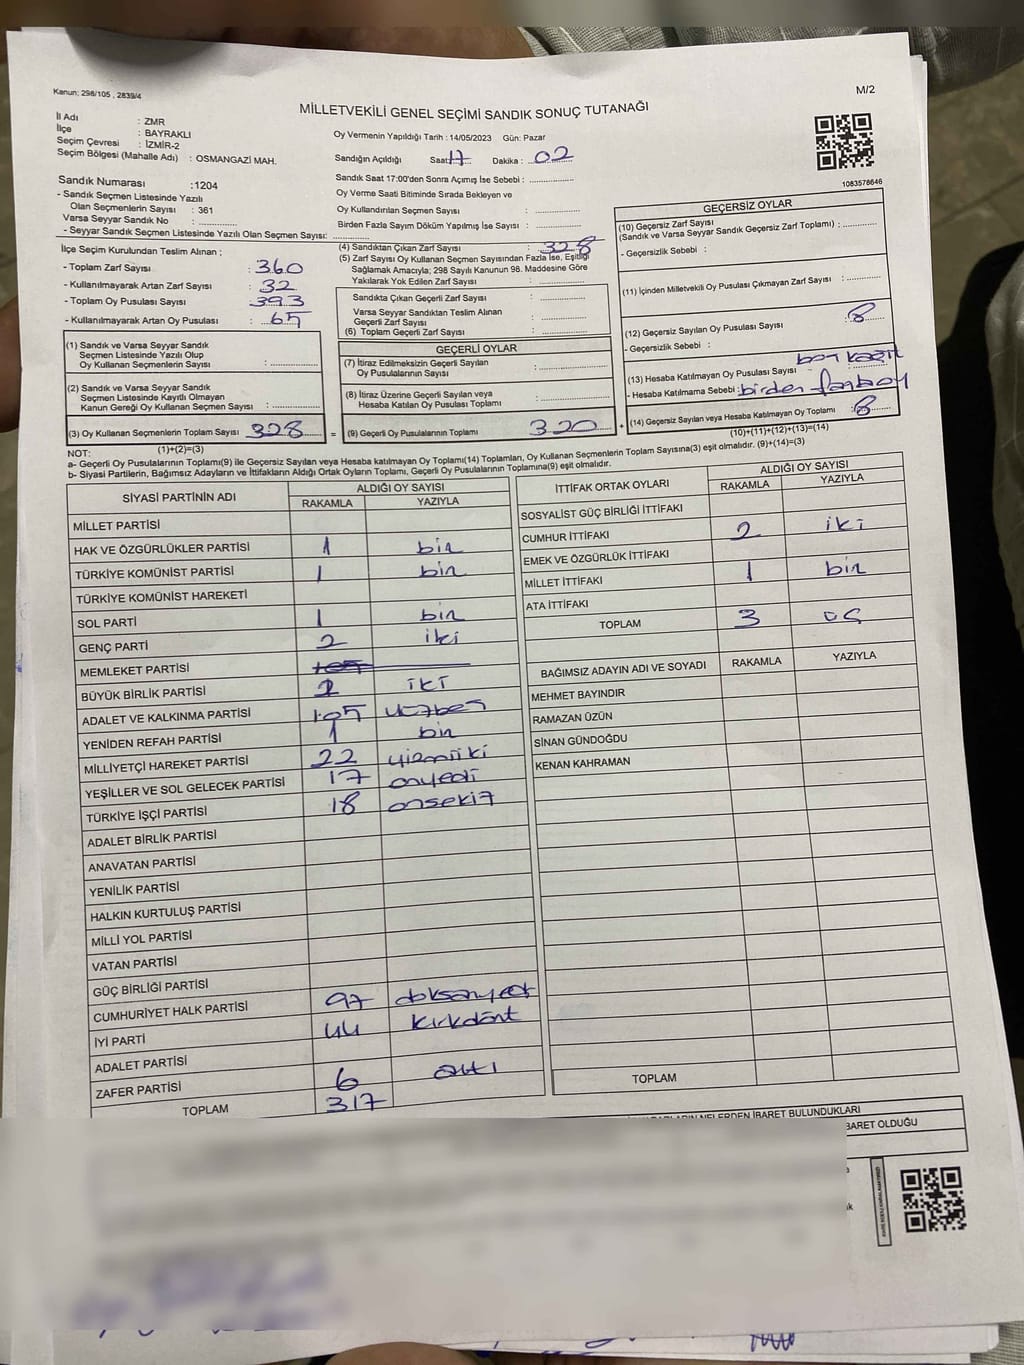 Kanun; 298/105 , 2839/4
M/2
MİLLETVEKİLİ GENEL SEÇİMİ SANDIK SONUÇ TUTANAĞI
İl Adı : ZMR
İlçe : BAYRAKLI
Seçim Çevresi : İZMİR-2
Seçim Bölgesi (Mahalle Adı) : OSMANGAZİ MAH.
Oy Vermenin Yapıldığı Tarih : 14/05/2023 Gün: Pazar
Sandığın Açıldığı Saat: 17 Dakika : 02
Sandık Saat 17:00'den Sonra Açımış İse Sebebi :
Oy Verme Saati Bitiminde Sırada Bekleyen ve
Oy Kullandırılan Seçmen Sayısı :
Birden Fazla Sayım Döküm Yapılmış İse Sayısı :
1083578646
Sandık Numarası : 1204
- Sandık Seçmen Listesinde Yazılı
Olan Seçmenlerin Sayısı : 361
Varsa Seyyar Sandık No :
- Seyyar Sandık Seçmen Listesinde Yazılı Olan Seçmen Sayısı:
İlçe Seçim Kurulundan Teslim Alınan ;
- Toplam Zarf Sayısı : 360
- Kullanılmayarak Artan Zarf Sayısı : 32
- Toplam Oy Pusulası Sayısı : 393
- Kullanılmayarak Artan Oy Pusulası : 65
(4) Sandıktan Çıkan Zarf Sayısı : 328
(5) Zarf Sayısı Oy Kullanan Seçmen Sayısından Fazla İse, Eşitliği
Sağlamak Amacıyla; 298 Sayılı Kanunun 98. Maddesine Göre
Yakılarak Yok Edilen Zarf Sayısı :
Sandıkta Çıkan Geçerli Zarf Sayısı :
Varsa Seyyar Sandıktan Teslim Alınan
Geçerli Zarf Sayısı :
(6) Toplam Geçerli Zarf Sayısı :
GEÇERSİZ OYLAR
(10) Geçersiz Zarf Sayısı
(Sandık ve Varsa Seyyar Sandık Geçersiz Zarf Toplamı) :
- Geçersizlik Sebebi :
(11) İçinden Milletvekili Oy Pusulası Çıkmayan Zarf Sayısı :
(12) Geçersiz Sayılan Oy Pusulası Sayısı : 8
- Geçersizlik Sebebi :
(13) Hesaba Katılmayan Oy Pusulası Sayısı :
- Hesaba Katılmama Sebebi : birden
(14) Geçersiz Sayılan veya Hesaba Katılmayan Oy Toplamı : 8
(10)+(11)+(12)+(13)=(14)
(1) Sandık ve Varsa Seyyar Sandık
Seçmen Listesinde Yazılı Olup
Oy Kullanan Seçmenlerin Sayısı :
(2) Sandık ve Varsa Seyyar Sandık
Seçmen Listesinde Kayıtlı Olmayan
Kanun Gereği Oy Kullanan Seçmen Sayısı :
(3) Oy Kullanan Seçmenlerin Toplam Sayısı 328 =
(1)+(2)=(3)
GEÇERLİ OYLAR
(7) İtiraz Edilmeksizin Geçerli Sayılan
Oy Pusulalarının Sayısı :
(8) İtiraz Üzerine Geçerli Sayılan veya
Hesaba Katılan Oy Pusulası Toplamı :
(9) Geçerli Oy Pusulalarının Toplamı 320 +
NOT:
a- Geçerli Oy Pusulalarının Toplamı(9) ile Geçersiz Sayılan veya Hesaba katılmayan Oy Toplamı(14) Toplamları, Oy Kullanan Seçmenlerin Toplam Sayısına(3) eşit olmalıdır. (9)+(14)=(3)
b- Siyasi Partilerin, Bağımsız Adayların ve İttifakların Aldığı Oyların Toplamı, Geçerli Oy Pusulalarının Toplamına(9) eşit olmalıdır.
SİYASİ PARTİNİN ADI ALDIĞI OY SAYISI
RAKAMLA YAZIYLA
MİLLET PARTİSİ
HAK VE ÖZGÜRLÜKLER PARTİSİ 1 bir
TÜRKİYE KOMÜNİST PARTİSİ 1 bir
TÜRKİYE KOMÜNİST HAREKETİ
SOL PARTİ 1 bir
GENÇ PARTİ 2 iki
MEMLEKET PARTİSİ
BÜYÜK BİRLİK PARTİSİ 2 iki
ADALET VE KALKINMA PARTİSİ 105 yüzbeş
YENİDEN REFAH PARTİSİ 1 bir
MİLLİYETÇİ HAREKET PARTİSİ 22 yirmiiki
YEŞİLLER VE SOL GELECEK PARTİSİ 17 onyedi
TÜRKİYE İŞÇİ PARTİSİ 18 onsekiz
ADALET BİRLİK PARTİSİ
ANAVATAN PARTİSİ
YENİLİK PARTİSİ
HALKIN KURTULUŞ PARTİSİ
MİLLİ YOL PARTİSİ
VATAN PARTİSİ
GÜÇ BİRLİĞİ PARTİSİ
CUMHURİYET HALK PARTİSİ 97 doksanyedi
İYİ PARTİ 44 kırkdört
ADALET PARTİSİ
ZAFER PARTİSİ 6 altı
TOPLAM 317
İTTİFAK ORTAK OYLARI ALDIĞI OY SAYISI
RAKAMLA YAZIYLA
SOSYALİST GÜÇ BİRLİĞİ İTTİFAKI
CUMHUR İTTİFAKI 2 iki
EMEK VE ÖZGÜRLÜK İTTİFAKI
MİLLET İTTİFAKI 1 bir
ATA İTTİFAKI
TOPLAM 3 üç
BAĞIMSIZ ADAYIN ADI VE SOYADI RAKAMLA YAZIYLA
MEHMET BAYINDIR
RAMAZAN ÜZÜN
SİNAN GÜNDOĞDU
KENAN KAHRAMAN
TOPLAM
NELERDEN İBARET BULUNDUKLARI
İBARET OLDUĞU